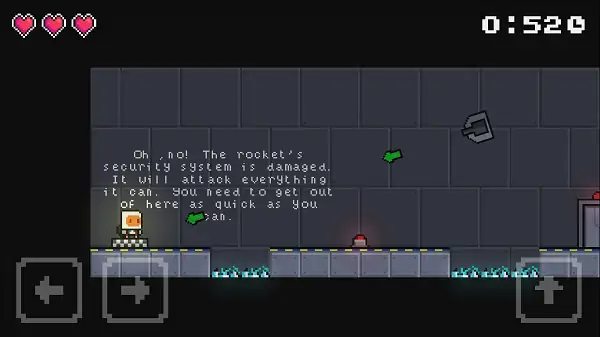 0:52
Oh ,no! The rocket's
security system is damaged.
It will attack everything
it can. You need to get out
of here as quick as you
can.